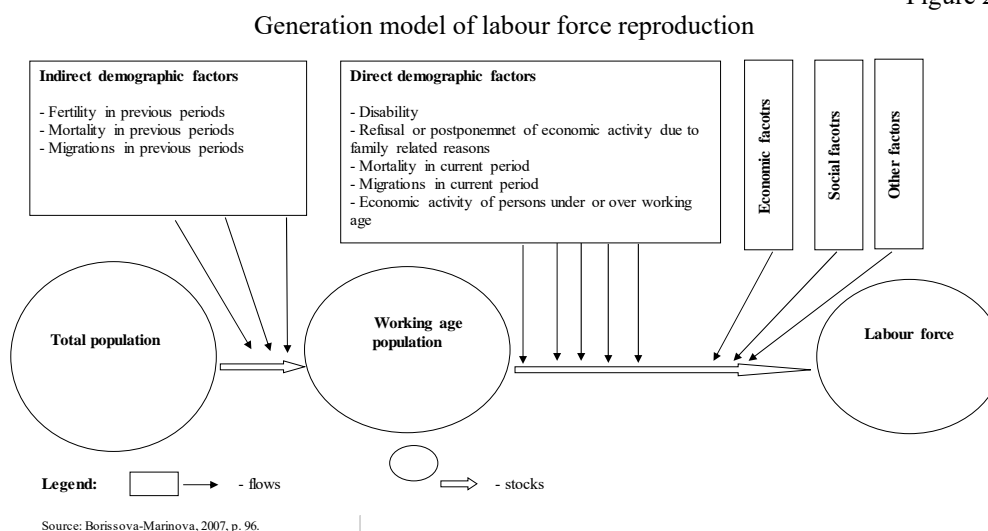 Figure 2
Generation model of labour force reproduction
Indirect demographic factors
- Fertility in previous periods
- Mortality in previous periods
- Migrations in previous periods
Direct demographic factors
- Disability
- Refusal or postponemnet of economic activity due to
family related reasons
- Mortality in current period
- Migrations in current period
- Economic activity of persons under or over working
age
Economic facotrs
Social facotrs
Other factors
Total population
Working age
population
Labour force
Legend:
- flows
- stocks
Source: Borissova-Marinova, 2007, p. 96.